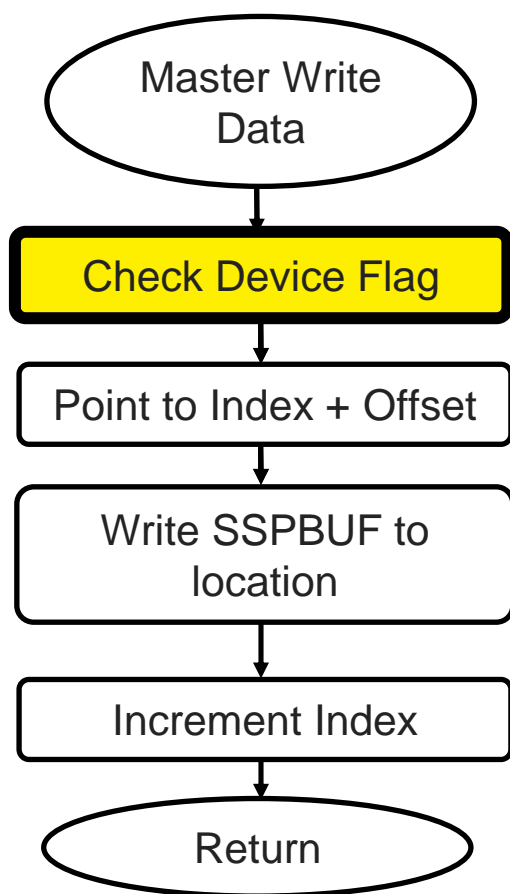 Master Write
Data
Check Device Flag
Point to Index + Offset
Write SSPBUF to
location
Increment Index
Return